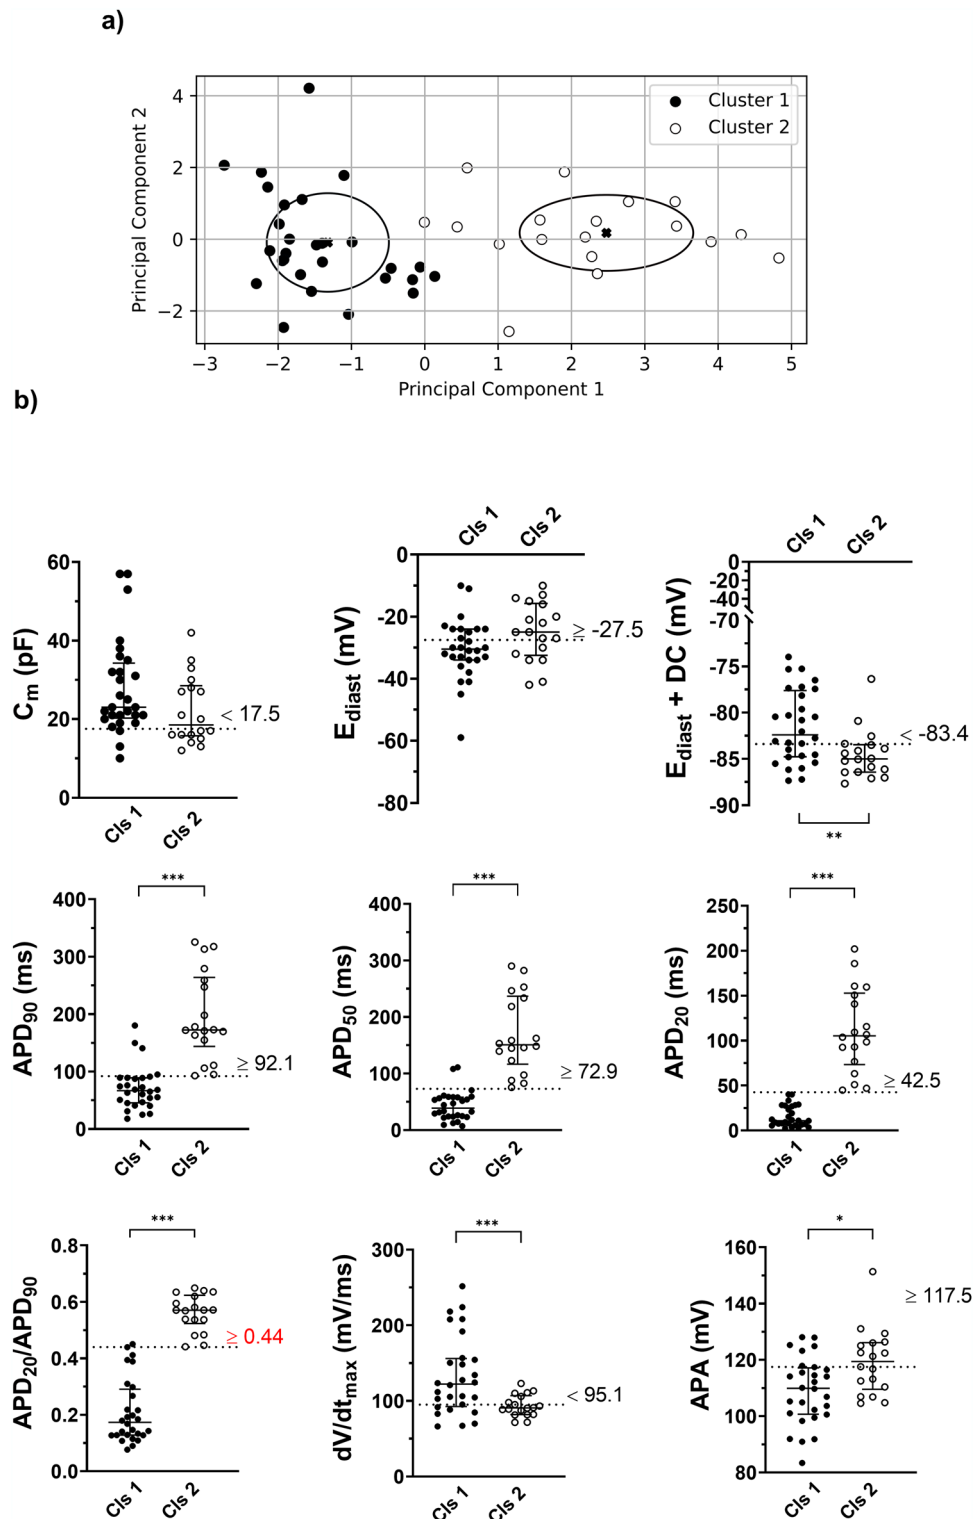 a)
Principal Component 2
4
2
0
−2
Cluster 1
Cluster 2
−3 −2 −1 0 1 2 3 4 5
Principal Component 1
b)
Cm (pF)
60
40
20
0
< 17.5
Cls 1 Cls 2
Cls 1 Cls 2
Ediast (mV)
0
-20
-40
-60
-80
≥ -27.5
Cls 1 Cls 2
Ediast + DC (mV)
0
-20
-40
-70
-75
-80
-85
-90
< -83.4
**
APD90 (ms)
400
300
200
100
0
***
≥ 92.1
Cls 1 Cls 2
APD50 (ms)
400
300
200
100
0
***
≥ 72.9
Cls 1 Cls 2
APD20 (ms)
250
200
150
100
50
0
***
≥ 42.5
Cls 1 Cls 2
APD20/APD90
0.8
0.6
0.4
0.2
0.0
***
≥ 0.44
Cls 1 Cls 2
dV/dtmax (mV/ms)
300
200
100
0
***
< 95.1
Cls 1 Cls 2
APA (mV)
160
140
120
100
80
*
≥ 117.5
Cls 1 Cls 2